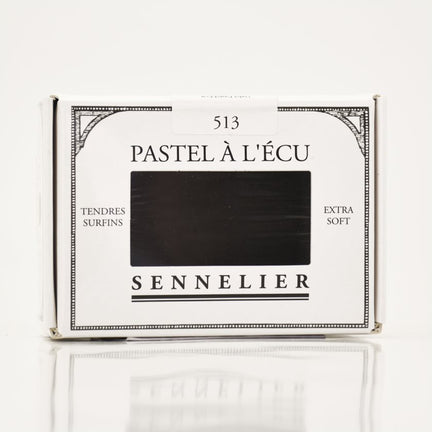 513
PASTEL À L'ÉCU
TENDRES
SURFINS
EXTRA
SOFT
SENNELIER